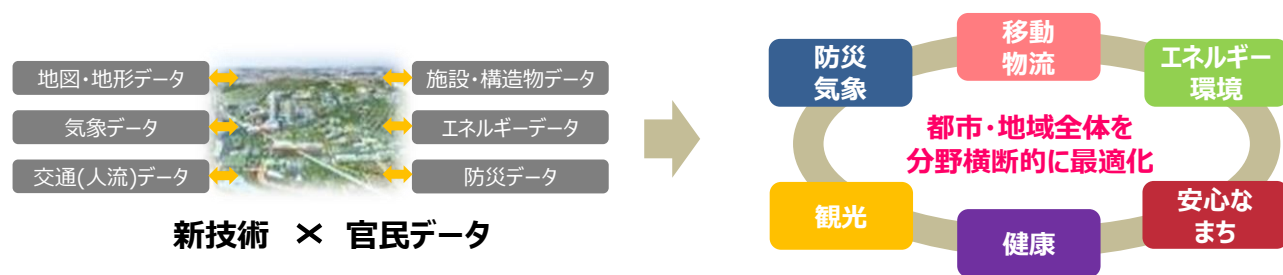 地図・地形データ
気象データ
交通(人流)データ
施設・構造物データ
エネルギーデータ
防災データ
新技術 × 官民データ
防災
気象
移動
物流
エネルギー
環境
都市・地域全体を
分野横断的に最適化
観光
健康
安心な
まち